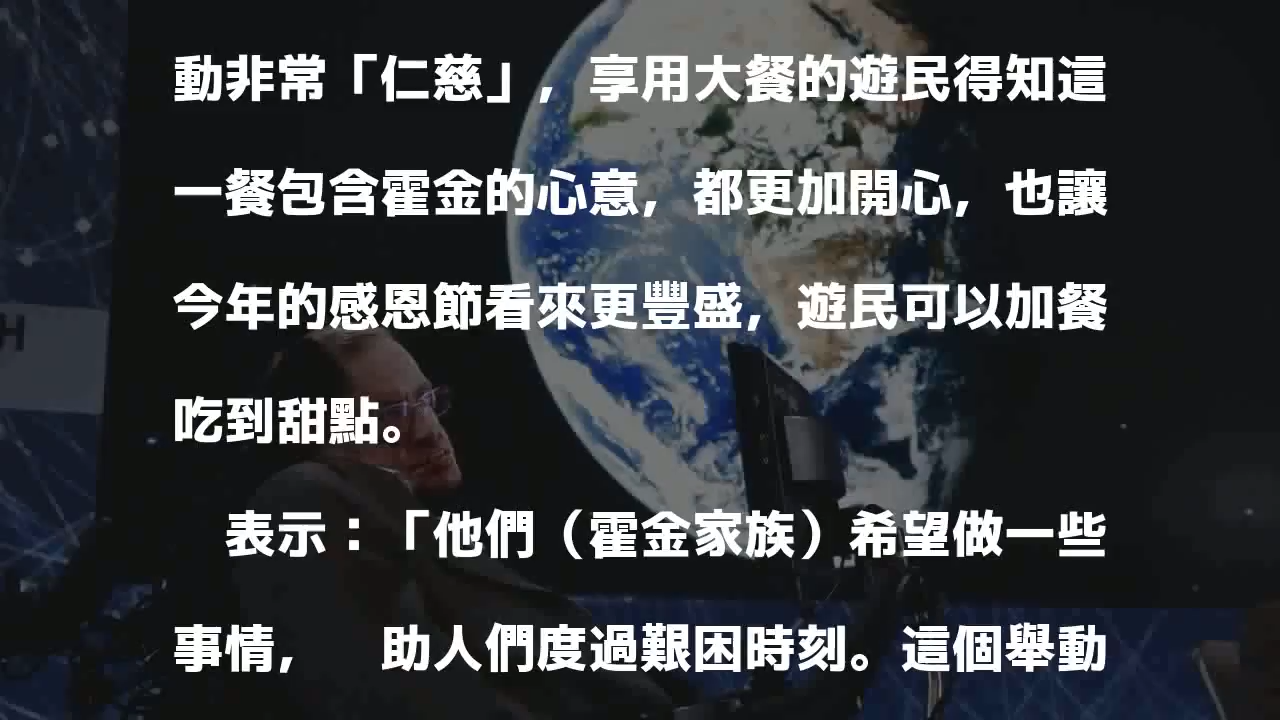 動非常「仁慈」，享用大餐的遊民得知這
一餐包含霍金的心意，都更加開心，也讓
今年的感恩節看來更豐盛，遊民可以加餐
吃到甜點。
表示：「他們（霍金家族）希望做一些
事情，　助人們度過艱困時刻。這個舉動
H